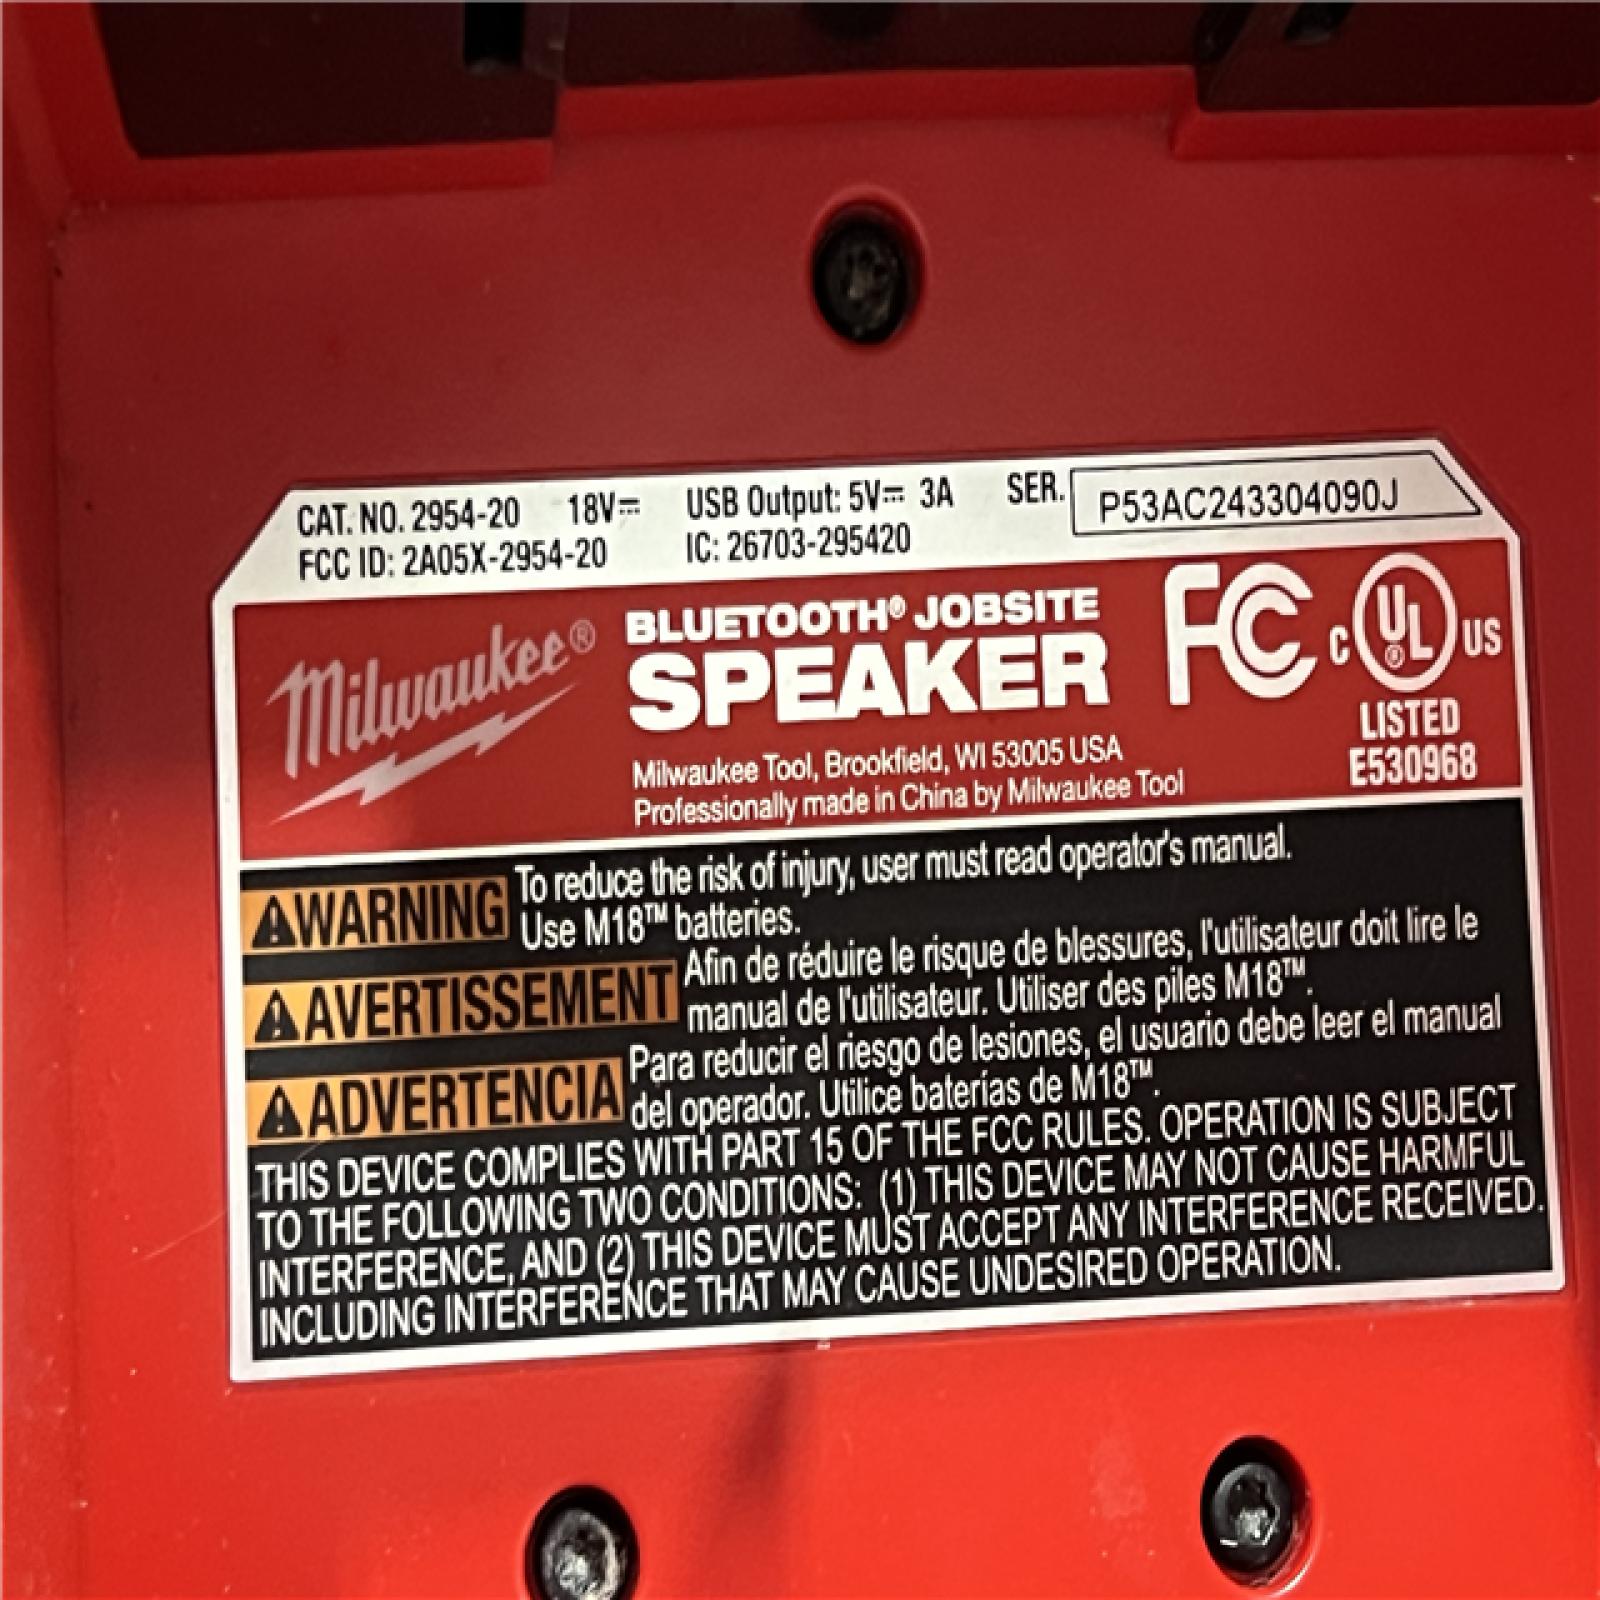 CAT. NO. 2954-20 18V⎓ USB Output: 5V⎓ 3A SER. P53AC243304090J
FCC ID: 2A05X-2954-20 IC: 26703-295420
Milwaukee®
BLUETOOTH® JOBSITE
SPEAKER
Milwaukee Tool, Brookfield, WI 53005 USA
Professionally made in China by Milwaukee Tool
FC
C UL® US
LISTED
E530968
⚠WARNING To reduce the risk of injury, user must read operator's manual.
Use M18™ batteries.
⚠AVERTISSEMENT Afin de réduire le risque de blessures, l'utilisateur doit lire le
manual de l'utilisateur. Utiliser des piles M18™.
⚠ADVERTENCIA Para reducir el riesgo de lesiones, el usuario debe leer el manual
del operador. Utilice baterías de M18™.
THIS DEVICE COMPLIES WITH PART 15 OF THE FCC RULES. OPERATION IS SUBJECT
TO THE FOLLOWING TWO CONDITIONS: (1) THIS DEVICE MAY NOT CAUSE HARMFUL
INTERFERENCE, AND (2) THIS DEVICE MUST ACCEPT ANY INTERFERENCE RECEIVED.
INCLUDING INTERFERENCE THAT MAY CAUSE UNDESIRED OPERATION.